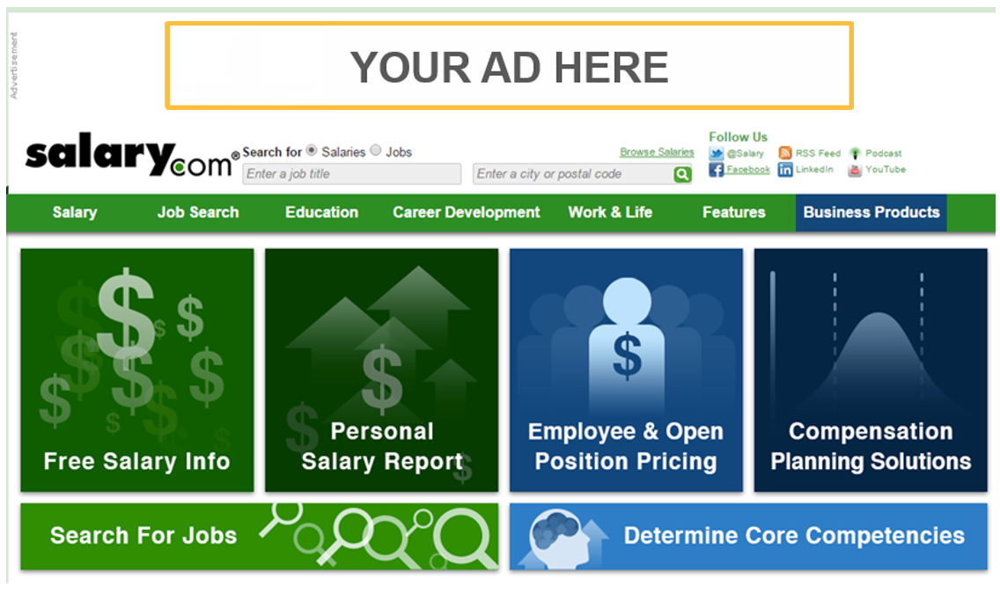 Advertisement
YOUR AD HERE
salary.com®
Search for Salaries Jobs
Browse Salaries
Enter a job title
Enter a city or postal code
Follow Us
@Salary RSS Feed Podcast
Facebook LinkedIn YouTube
Salary Job Search Education Career Development Work & Life Features Business Products
Free Salary Info
Personal
Salary Report
Employee & Open
Position Pricing
Compensation
Planning Solutions
Search For Jobs
Determine Core Competencies